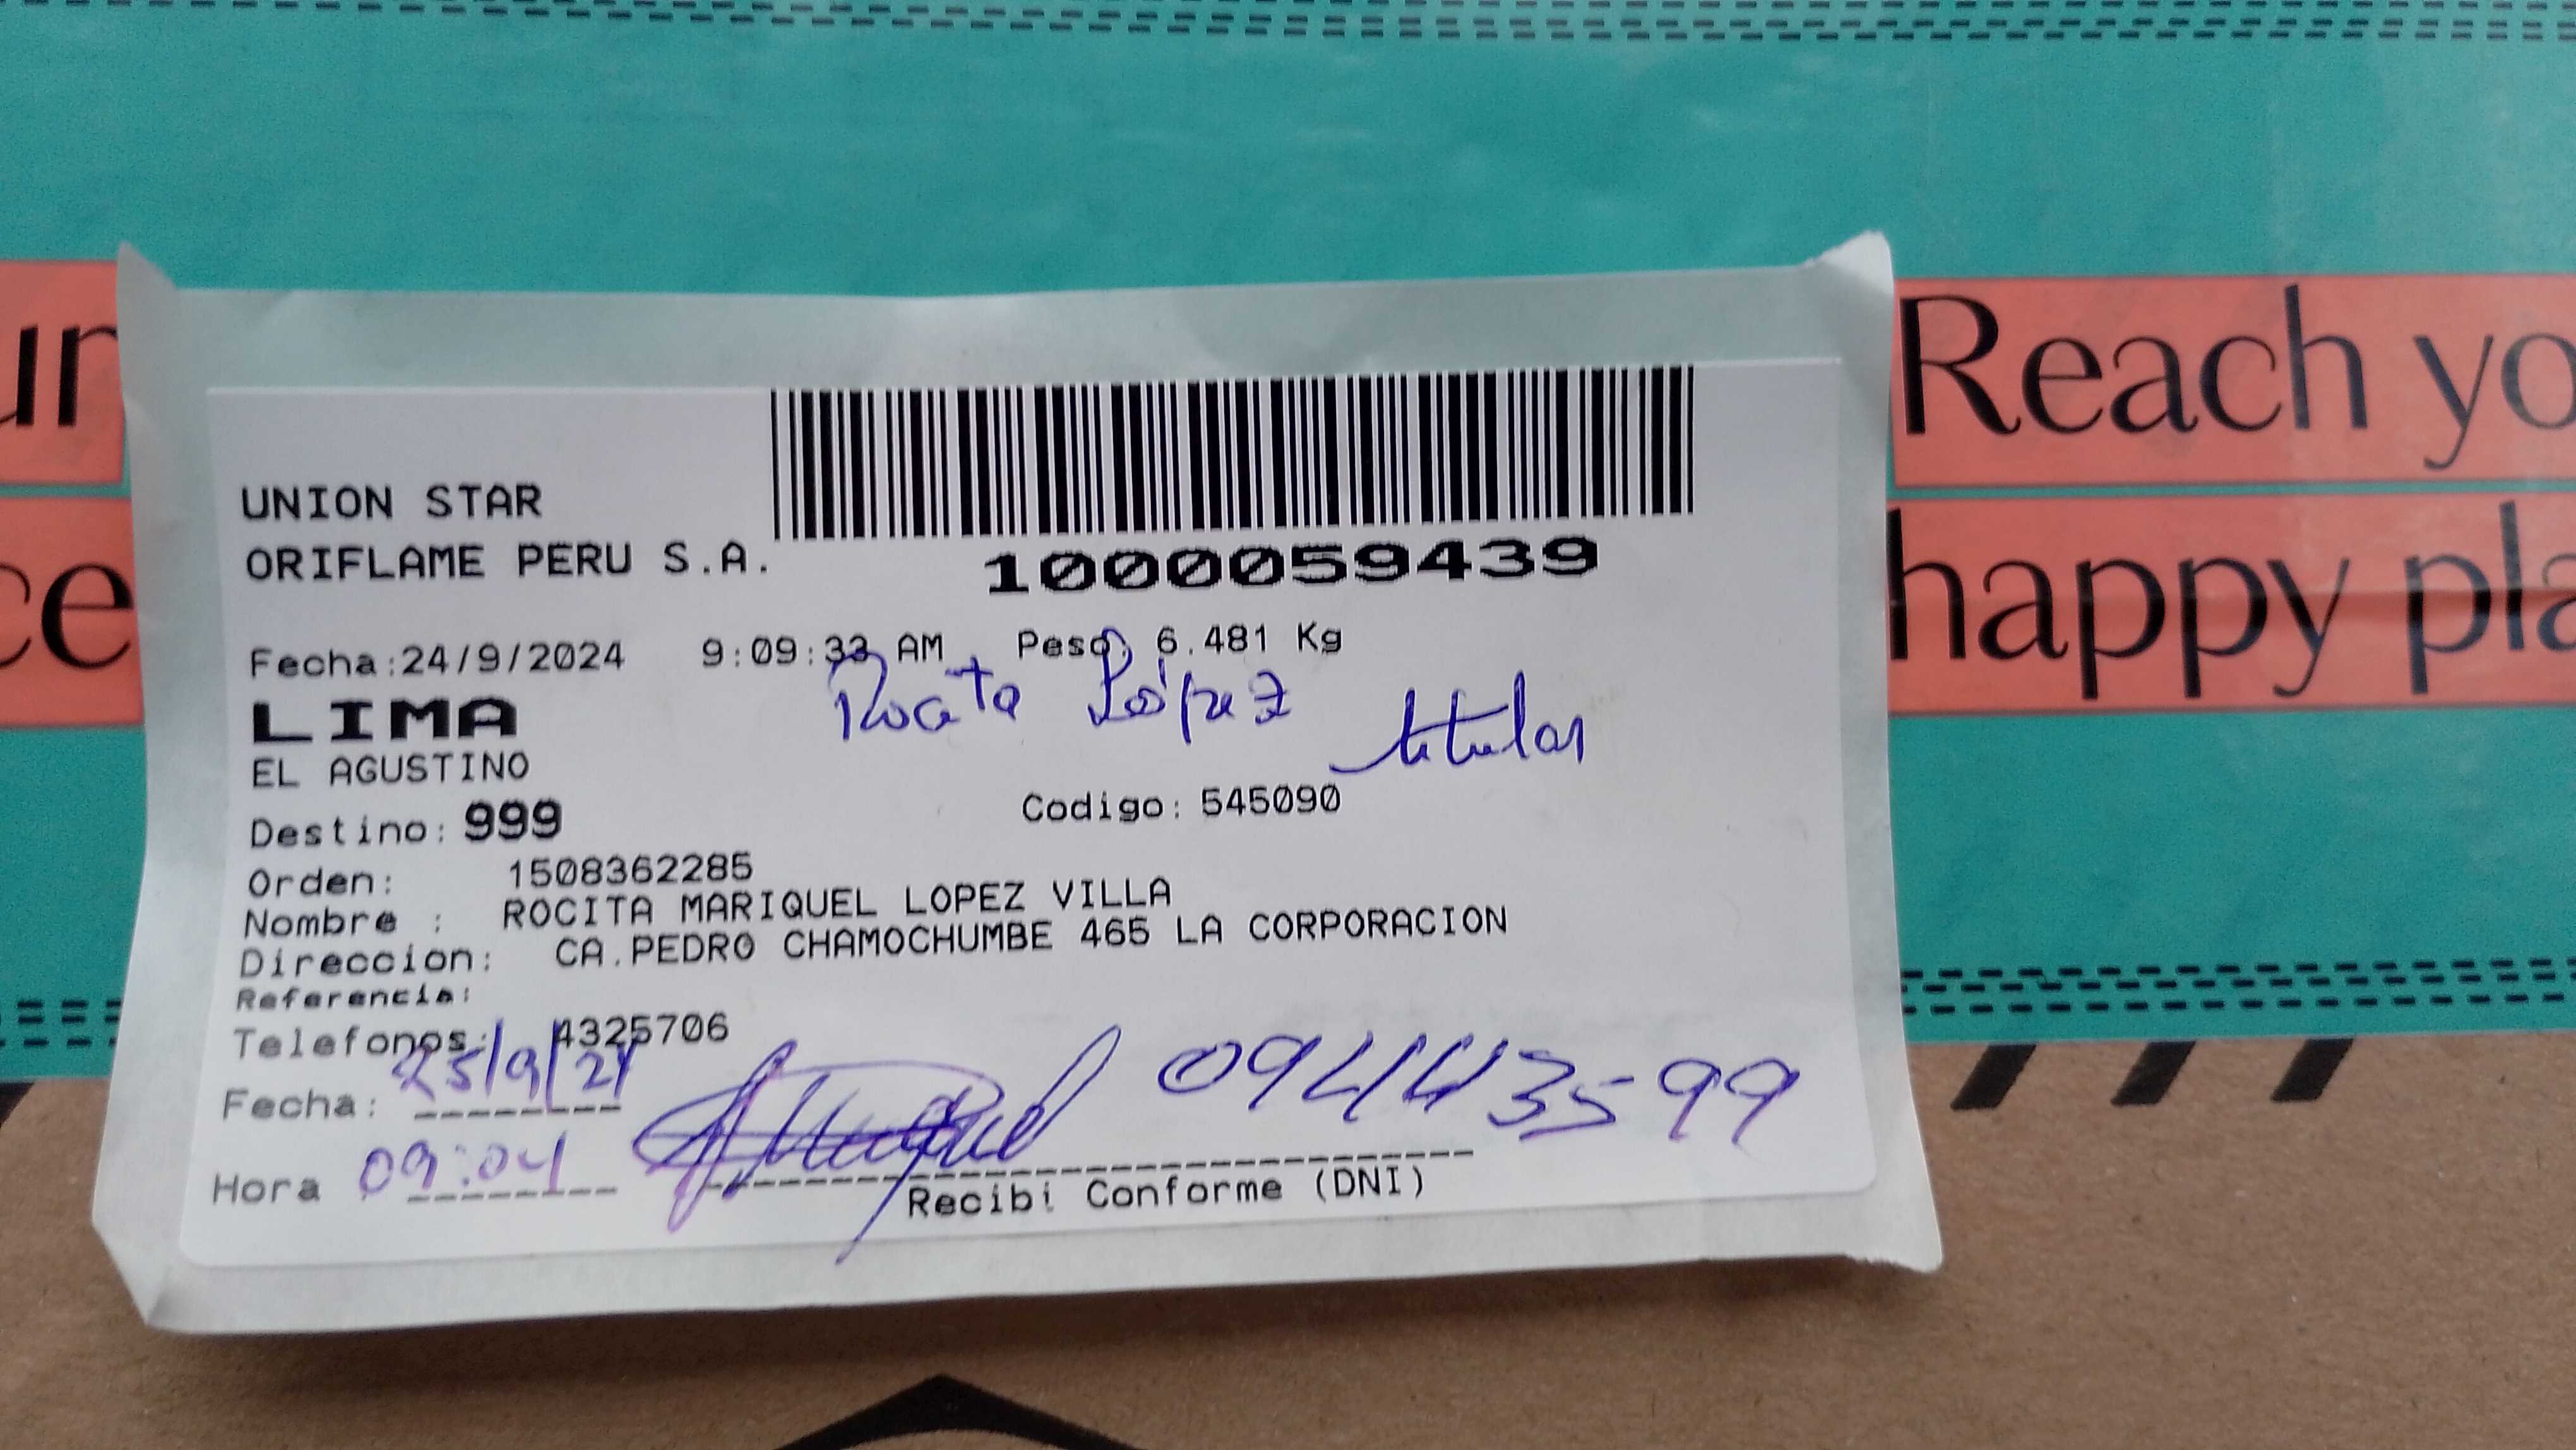 ur
ce
Reach yo
happy pla
UNION STAR
ORIFLAME PERU S.A.
1000059439
Fecha:24/9/2024 9:09:33 AM Peso: 6.481 Kg
Rocita López
titular
LIMA
EL AGUSTINO
Destino: 999 Codigo: 545090
Orden: 1508362285
Nombre : ROCITA MARIQUEL LOPEZ VILLA
Direccion: CA.PEDRO CHAMOCHUMBE 465 LA CORPORACION
Referencia:
Telefonos: 4325706
Fecha: 25/9/24
09443599
Hora 09:04
Recibi Conforme (DNI)